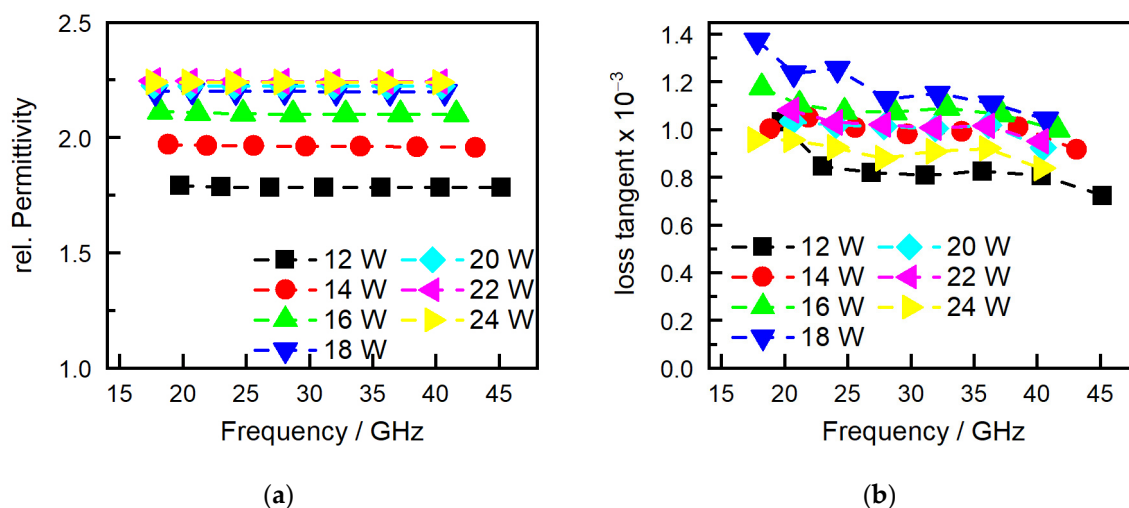 2.5
2.0
1.5
1.0
rel. Permittivity
12 W
14 W
16 W
18 W
20 W
22 W
24 W
15 20 25 30 35 40 45
Frequency / GHz
(a)
1.4
1.2
1.0
0.8
0.6
0.4
0.2
0.0
loss tangent x 10⁻³
12 W
14 W
16 W
18 W
20 W
22 W
24 W
15 20 25 30 35 40 45
Frequency / GHz
(b)